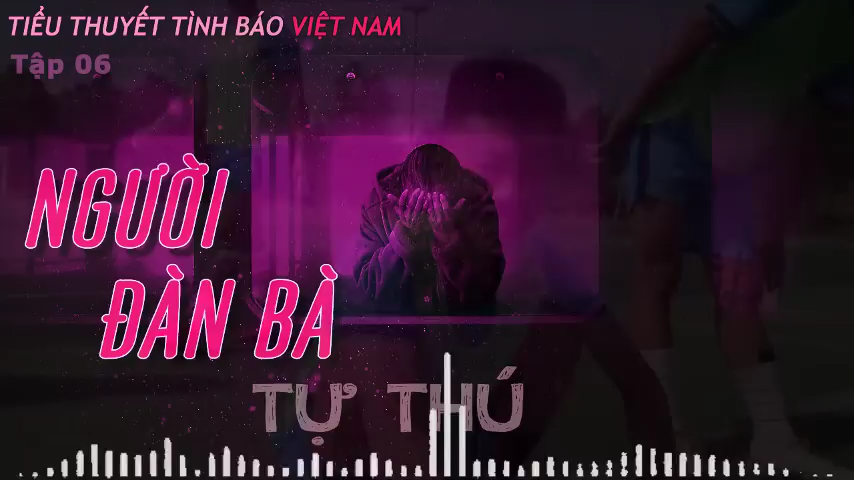 TIỂU THUYẾT TÌNH BÁO VIỆT NAM
Tập 06
NGƯỜI
ĐÀN BÀ
TỰ THÚ